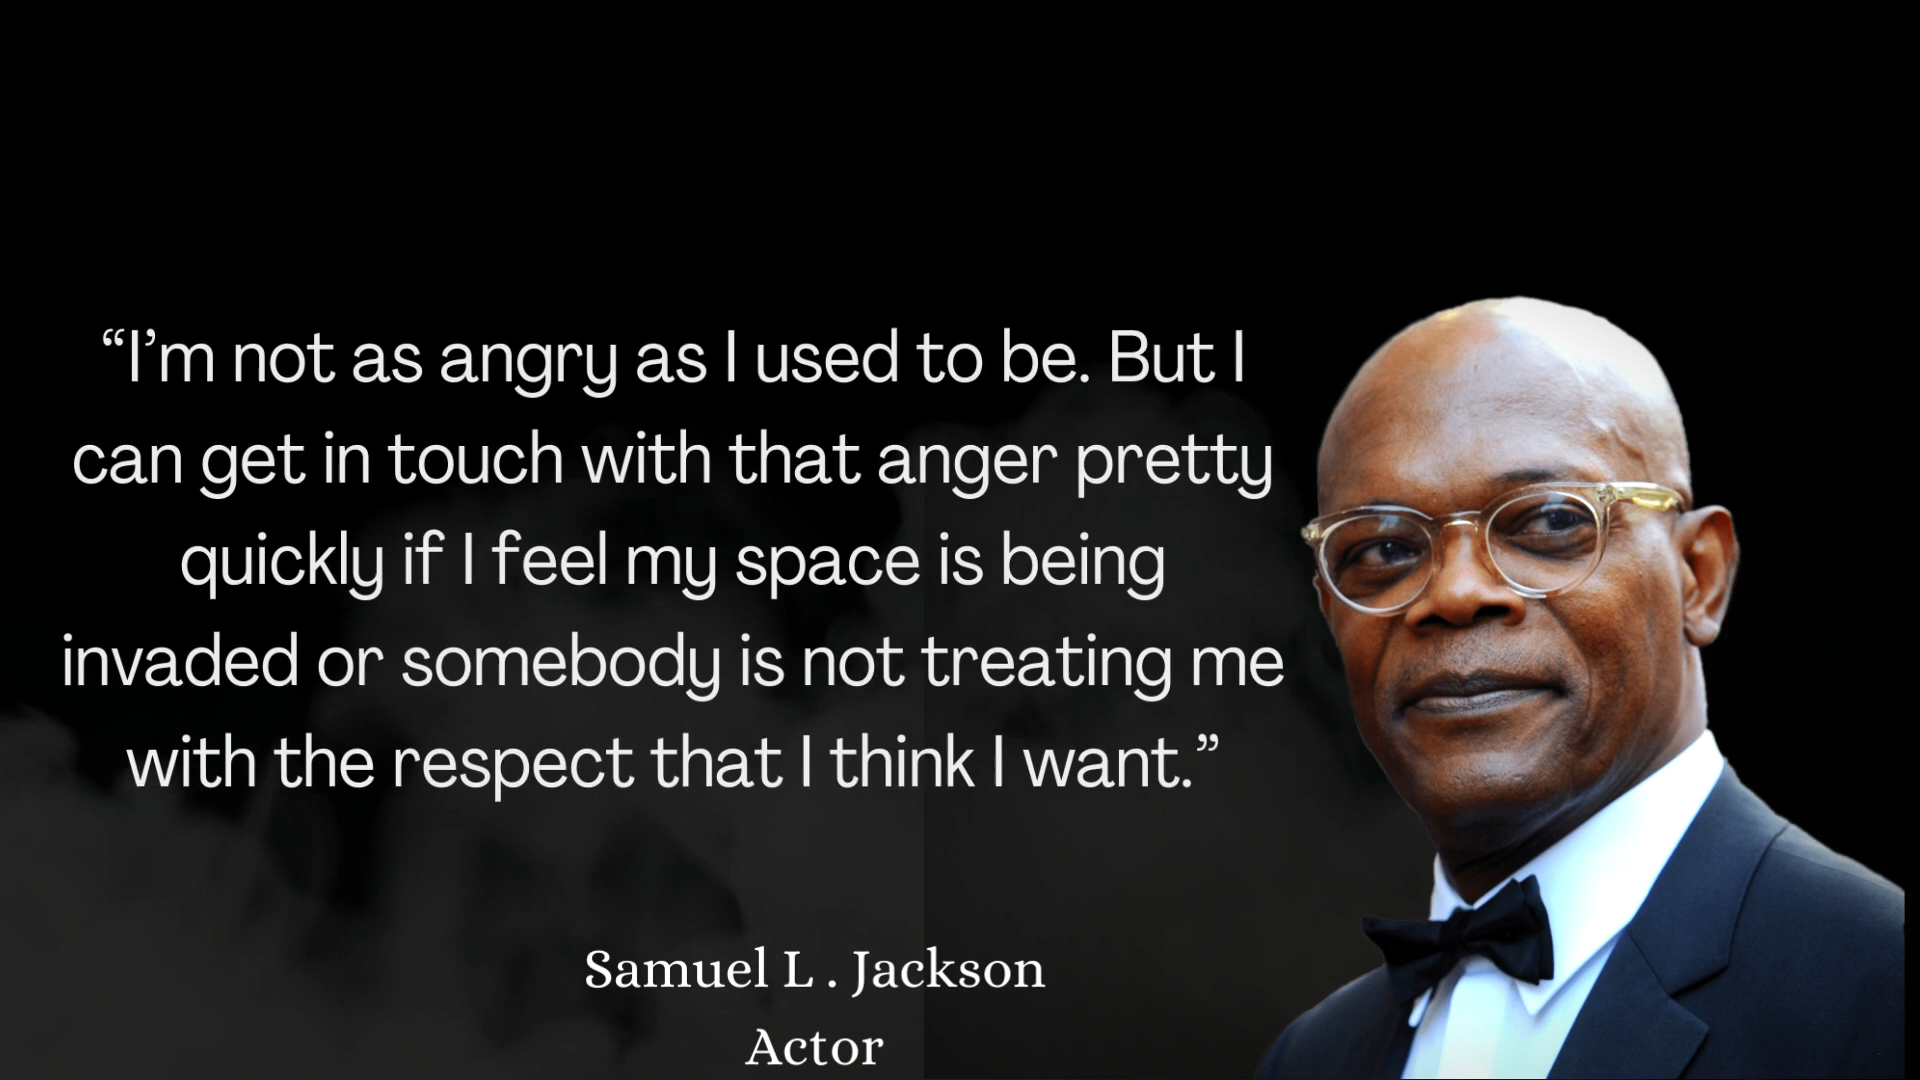 “I’m not as angry as I used to be. But I
can get in touch with that anger pretty
quickly if I feel my space is being
invaded or somebody is not treating me
with the respect that I think I want.”
Samuel L . Jackson
Actor